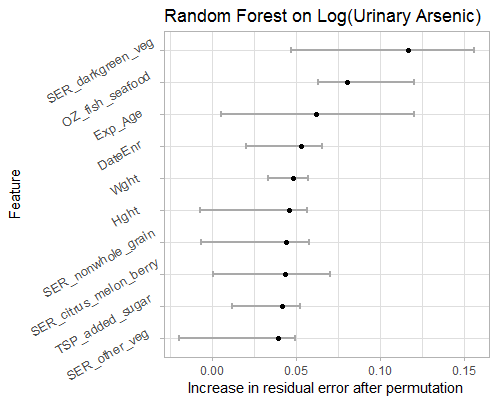 Random Forest on Log(Urinary Arsenic)
SER_darkgreen_veg
OZ_fish_seafood
Exp_Age
DateEnr
Wght
Hght
SER_nonwhole_grain
SER_citrus_melon_berry
TSP_added_sugar
SER_other_veg
Feature
0.00 0.05 0.10 0.15
Increase in residual error after permutation